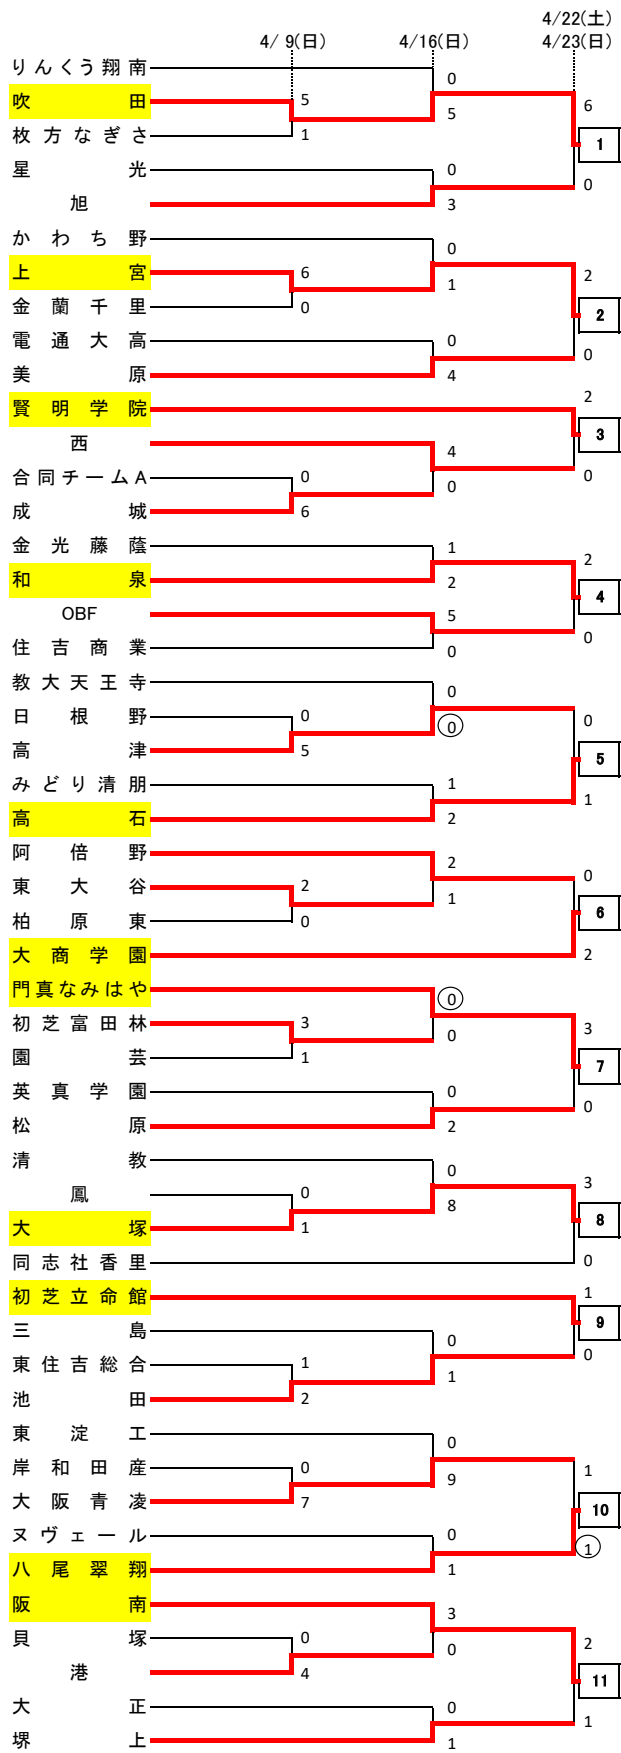 4/22(土)
4/ 9(日) 4/16(日) 4/23(日)
りんくう翔南
0
吹田 5 5 6
枚方なぎさ 1
1
星光 0 0
旭 3
かわち野 0
上宮 6 1 2
金蘭千里 0
2
電通大高 0 0
美原 4
賢明学院 2
3
西 4
合同チームA 0 0 0
成城 6
金光藤蔭 1 2
和泉 2
4
OBF 5 0
住吉商業 0
教大天王寺 0
日根野 0 0 0
高津 5
5
みどり清朋 1 1
高石 2
阿倍野 2 0
東大谷 2 1
柏原東 0
6
大商学園 2
門真なみはや 0
初芝富田林 3 0 3
園芸 1
7
英真学園 0 0
松原 2
清教 0
鳳 0 8 3
大塚 1
8
同志社香里 0
初芝立命館 1
9
三島 0
東住吉総合 1 1 0
池田 2
東淀工 0
岸和田産 0 9 1
大阪青凌 7
10
ヌヴェール 0 1
八尾翠翔 1
阪南 3
貝塚 0 0 2
港 4
11
大正 0 1
堺上 1